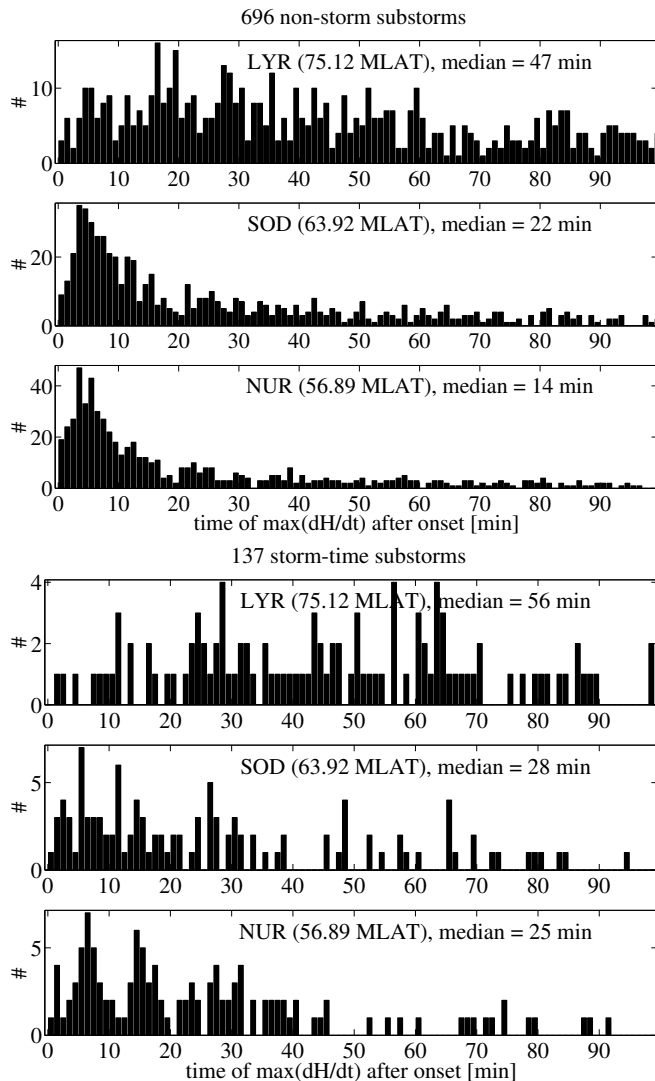 696 non-storm substorms
LYR (75.12 MLAT), median = 47 min
#
10
0
0 10 20 30 40 50 60 70 80 90
SOD (63.92 MLAT), median = 22 min
#
20
0
0 10 20 30 40 50 60 70 80 90
NUR (56.89 MLAT), median = 14 min
#
40
20
0
0 10 20 30 40 50 60 70 80 90
time of max(dH/dt) after onset [min]
137 storm-time substorms
LYR (75.12 MLAT), median = 56 min
#
4
2
0
0 10 20 30 40 50 60 70 80 90
SOD (63.92 MLAT), median = 28 min
#
5
0
0 10 20 30 40 50 60 70 80 90
NUR (56.89 MLAT), median = 25 min
#
5
0
0 10 20 30 40 50 60 70 80 90
time of max(dH/dt) after onset [min]